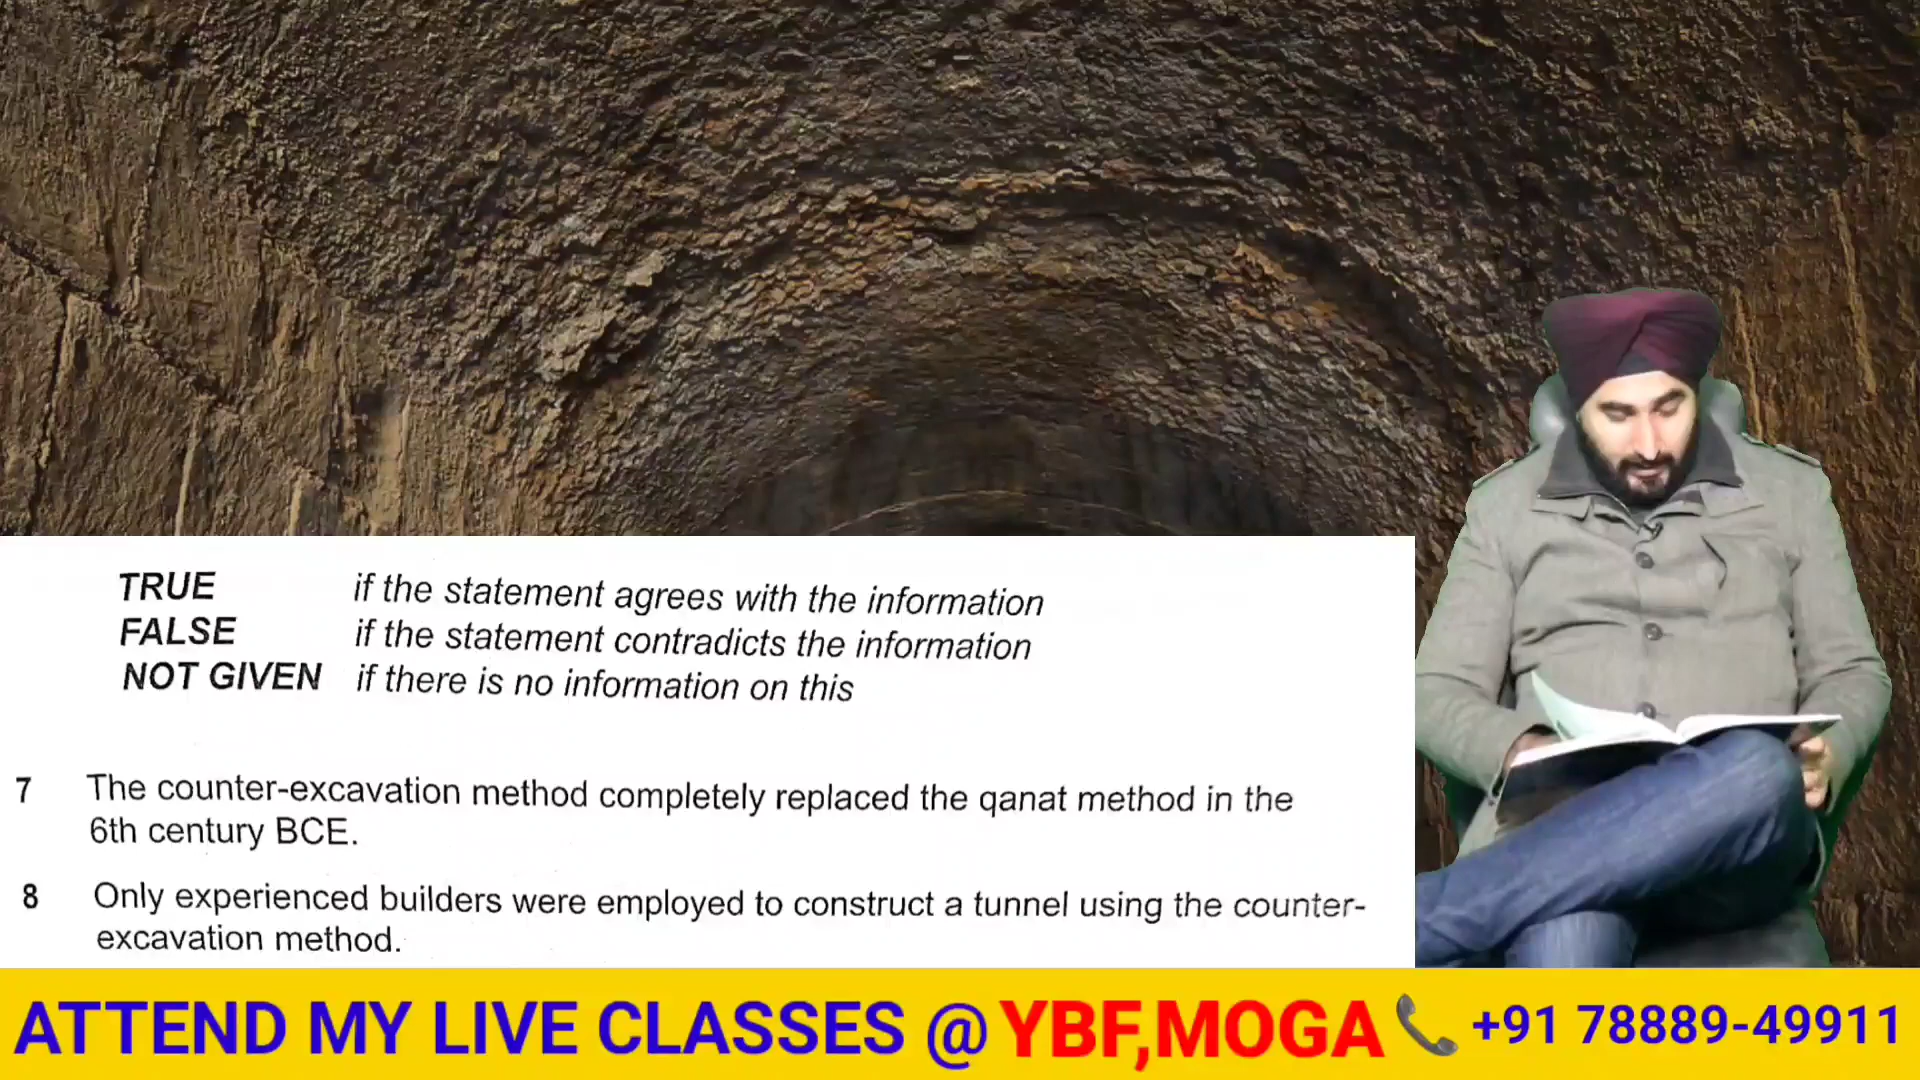 TRUE if the statement agrees with the information
FALSE if the statement contradicts the information
NOT GIVEN if there is no information on this
7 The counter-excavation method completely replaced the qanat method in the
6th century BCE.
8 Only experienced builders were employed to construct a tunnel using the counter-
excavation method.
ATTEND MY LIVE CLASSES @ YBF,MOGA 📞 +91 78889-49911